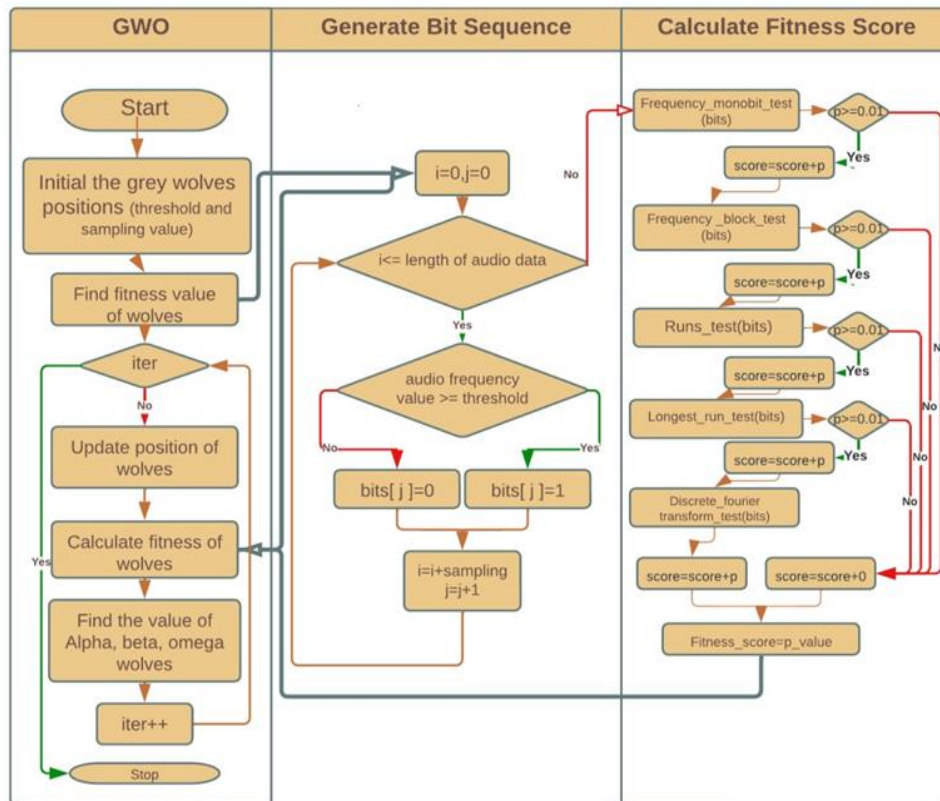 GWO
Start
Initial the grey wolves
positions (threshold and
sampling value)
Find fitness value
of wolves
iter
No
Update position of
wolves
Calculate fitness of
wolves
Yes
Find the value of
Alpha, beta, omega
wolves
iter++
Stop
Generate Bit Sequence
i=0,j=0
No
i<= length of audio data
Yes
audio frequency
value >= threshold
No
Yes
bits[ j ]=0
bits[ j ]=1
i=i+sampling
j=j+1
Calculate Fitness Score
Frequency_monobit_test
(bits)
p>=0.01
Yes
score=score+p
Frequency _block_test
(bits)
p>=0.01
Yes
score=score+p
Runs_test(bits)
p>=0.01
Yes
score=score+p
No
Longest_run_test(bits)
p>=0.01
Yes
No
score=score+p
No
Discrete_fourier
transform_test(bits)
score=score+p
score=score+0
Fitness_score=p_value